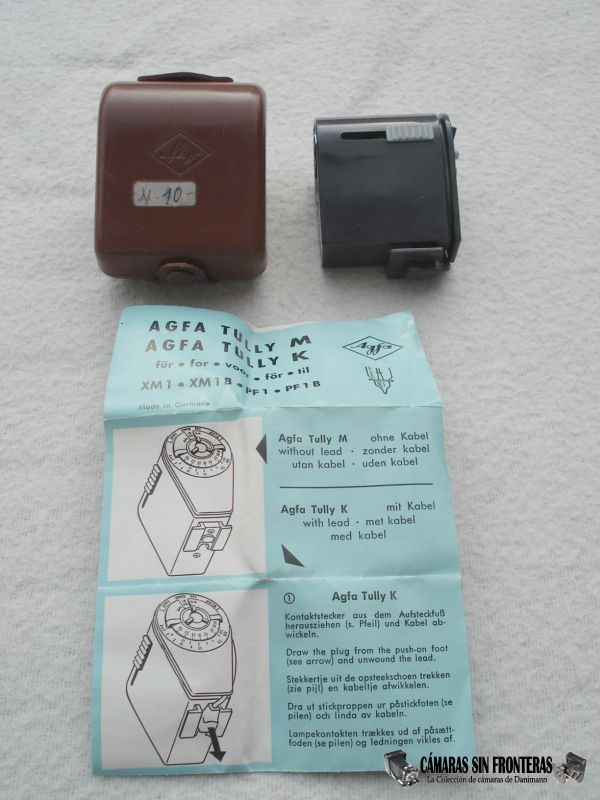 Agfa
10-
AGFA TULLY M
AGFA TULLY K
für • for • voor • för • til
XM1 • XM1B • PF1 • PF1B
Made in Germany
Agfa
Agfa Tully M ohne Kabel
without lead · zonder kabel
utan kabel · uden kabel
Agfa Tully K mit Kabel
with lead · met kabel
med kabel
① Agfa Tully K
Kontaktstecker aus dem Aufsteckfuß
herausziehen (s. Pfeil) und Kabel ab-
wickeln.
Draw the plug from the push-on foot
(see arrow) and unwound the lead.
Stekkertje uit de opsteekschoen trekken
(zie pijl) en kabeltje afwikkelen.
Dra ut stickproppen ur påstickfoten (se
pilen) och linda av kabeln.
Lampekontakten trækkes ud af påsætt-
foden (se pilen) og ledningen vikles af.
CÁMARAS SIN FRONTERAS
La Colección de cámaras de Danimann